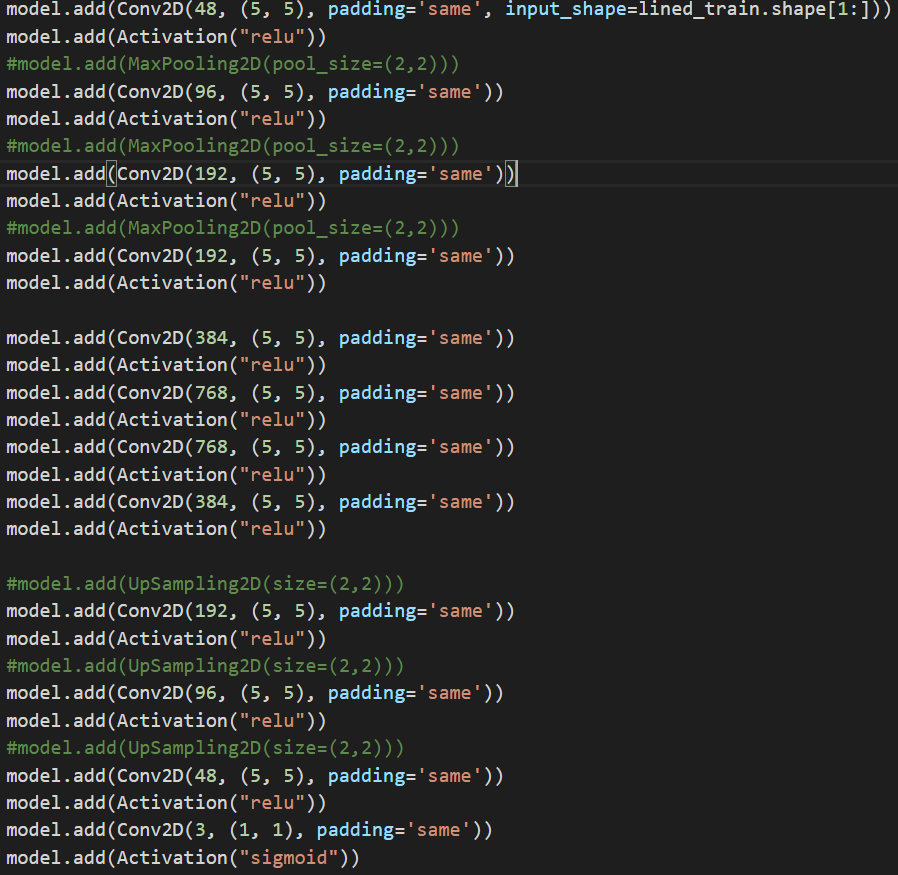 model.add(Conv2D(48, (5, 5), padding='same', input_shape=lined_train.shape[1:]))
model.add(Activation("relu"))
#model.add(MaxPooling2D(pool_size=(2,2)))
model.add(Conv2D(96, (5, 5), padding='same'))
model.add(Activation("relu"))
#model.add(MaxPooling2D(pool_size=(2,2)))
model.add(Conv2D(192, (5, 5), padding='same'))
model.add(Activation("relu"))
#model.add(MaxPooling2D(pool_size=(2,2)))
model.add(Conv2D(192, (5, 5), padding='same'))
model.add(Activation("relu"))

model.add(Conv2D(384, (5, 5), padding='same'))
model.add(Activation("relu"))
model.add(Conv2D(768, (5, 5), padding='same'))
model.add(Activation("relu"))
model.add(Conv2D(768, (5, 5), padding='same'))
model.add(Activation("relu"))
model.add(Conv2D(384, (5, 5), padding='same'))
model.add(Activation("relu"))

#model.add(UpSampling2D(size=(2,2)))
model.add(Conv2D(192, (5, 5), padding='same'))
model.add(Activation("relu"))
#model.add(UpSampling2D(size=(2,2)))
model.add(Conv2D(96, (5, 5), padding='same'))
model.add(Activation("relu"))
#model.add(UpSampling2D(size=(2,2)))
model.add(Conv2D(48, (5, 5), padding='same'))
model.add(Activation("relu"))
model.add(Conv2D(3, (1, 1), padding='same'))
model.add(Activation("sigmoid"))